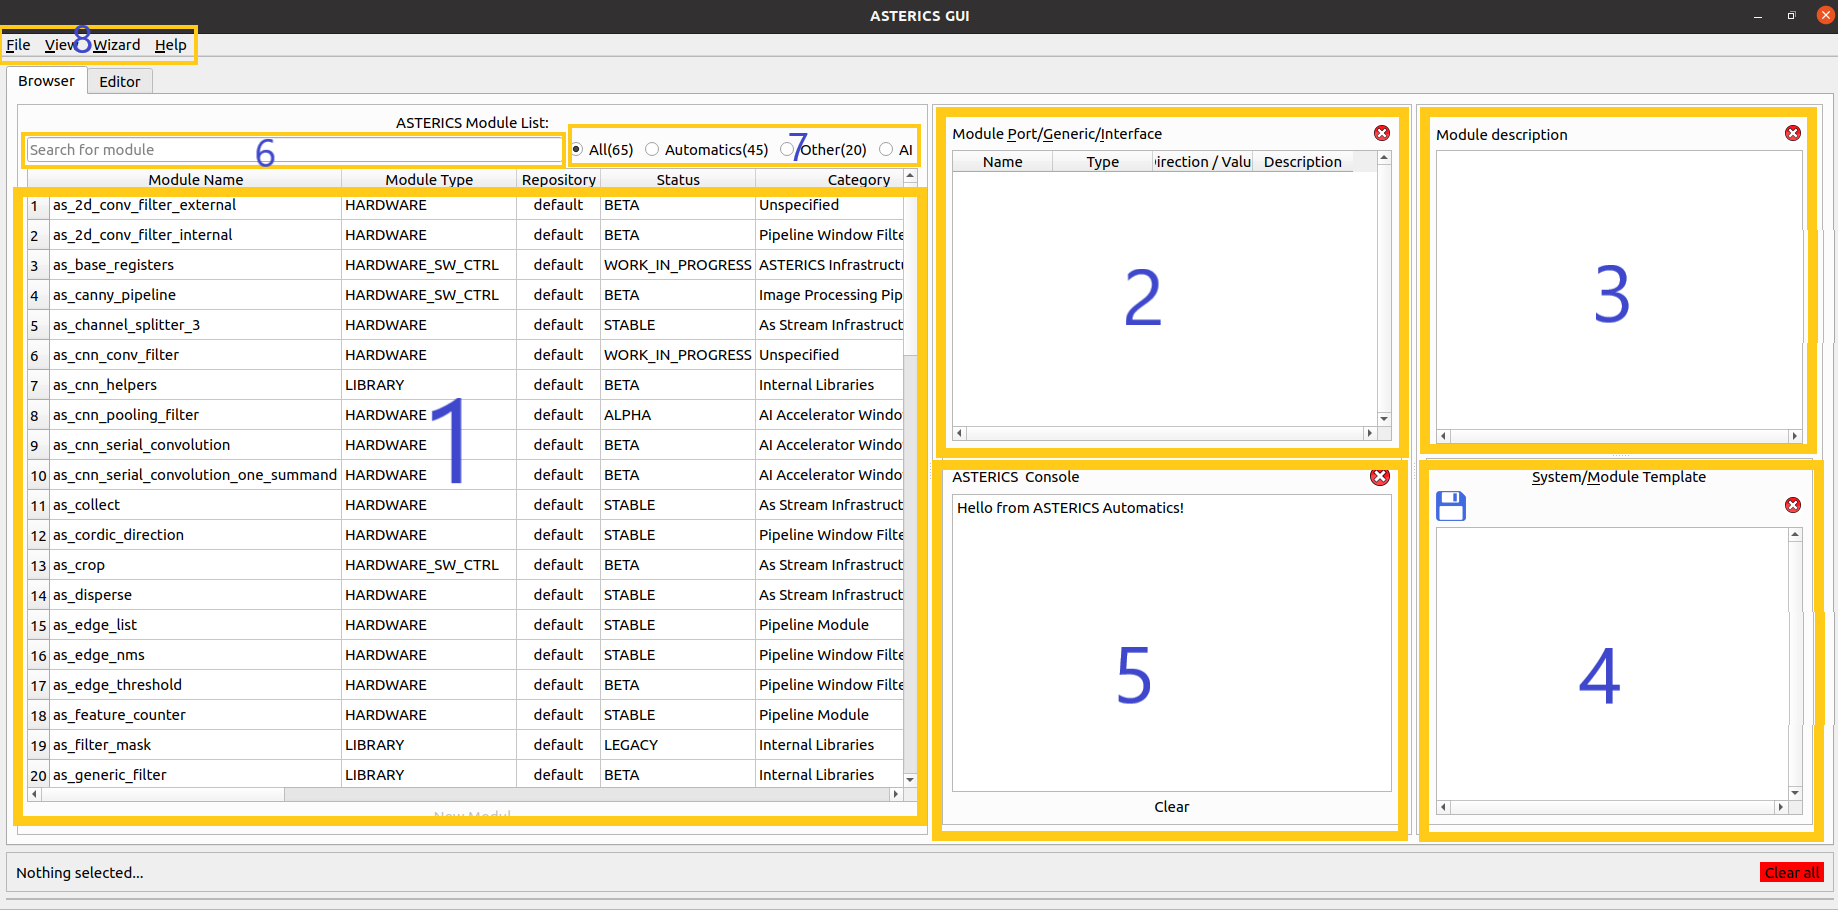 ASTERICS GUI
File View Wizard Help
8
Browser Editor
ASTERICS Module List:
Search for module
6
All(65) Automatics(45) Other(20) AI
7
Module Name Module Type Repository Status Category
1 as_2d_conv_filter_external HARDWARE default BETA Unspecified
2 as_2d_conv_filter_internal HARDWARE default BETA Pipeline Window Filte
3 as_base_registers HARDWARE_SW_CTRL default WORK_IN_PROGRESS ASTERICS Infrastructu
4 as_canny_pipeline HARDWARE_SW_CTRL default BETA Image Processing Pip
5 as_channel_splitter_3 HARDWARE default STABLE As Stream Infrastruct
6 as_cnn_conv_filter HARDWARE default WORK_IN_PROGRESS Unspecified
7 as_cnn_helpers LIBRARY default BETA Internal Libraries
8 as_cnn_pooling_filter HARDWARE default ALPHA AI Accelerator Windo
9 as_cnn_serial_convolution HARDWARE default BETA AI Accelerator Windo
10 as_cnn_serial_convolution_one_summand HARDWARE default BETA AI Accelerator Windo
11 as_collect HARDWARE default STABLE As Stream Infrastruct
12 as_cordic_direction HARDWARE default STABLE Pipeline Window Filte
13 as_crop HARDWARE_SW_CTRL default BETA As Stream Infrastruct
14 as_disperse HARDWARE default STABLE As Stream Infrastruct
15 as_edge_list HARDWARE default STABLE Pipeline Module
16 as_edge_nms HARDWARE default STABLE Pipeline Window Filte
17 as_edge_threshold HARDWARE default BETA Pipeline Window Filte
18 as_feature_counter HARDWARE default STABLE Pipeline Module
19 as_filter_mask LIBRARY default LEGACY Internal Libraries
20 as_generic_filter LIBRARY default BETA Internal Libraries
1
New Modul
Module Port/Generic/Interface
Name Type irection / Valu Description
2
Module description
3
ASTERICS Console
Hello from ASTERICS Automatics!
5
Clear
System/Module Template
4
Nothing selected...
Clear all